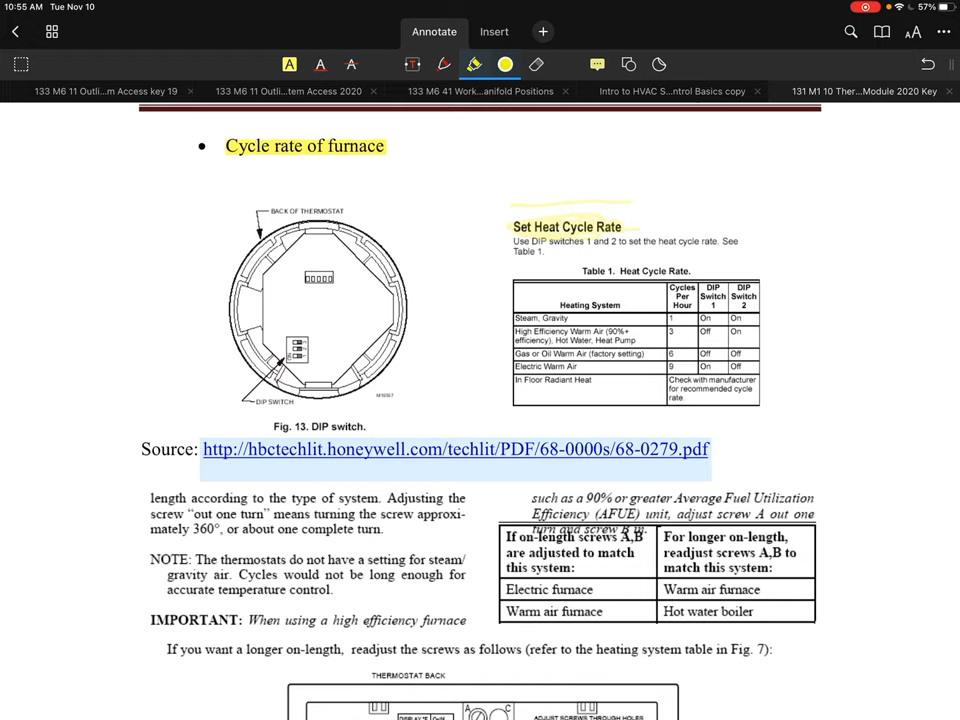 10:55 AM Tue Nov 10
57%
Annotate
Insert
133 M6 11 Outli...m Access key 19
133 M6 11 Outli...tem Access 2020
133 M6 41 Work...anifold Positions
Intro to HVAC S...ntrol Basics copy
131 M1 10 Ther...Module 2020 Key
• Cycle rate of furnace
BACK OF THERMOSTAT
DIP SWITCH
Fig. 13. DIP switch.
Set Heat Cycle Rate
Use DIP switches 1 and 2 to set the heat cycle rate. See
Table 1.
Table 1. Heat Cycle Rate.
Heating System | Cycles Per Hour | DIP Switch 1 | DIP Switch 2
Steam, Gravity | 1 | On | On
High Efficiency Warm Air (90%+ efficiency), Hot Water, Heat Pump | 3 | Off | On
Gas or Oil Warm Air (factory setting) | 6 | Off | Off
Electric Warm Air | 9 | On | Off
In Floor Radiant Heat | Check with manufacturer for recommended cycle rate.
Source: http://hbctechlit.honeywell.com/techlit/PDF/68-0000s/68-0279.pdf
length according to the type of system. Adjusting the
screw “out one turn” means turning the screw approxi-
mately 360°, or about one complete turn.
NOTE: The thermostats do not have a setting for steam/
gravity air. Cycles would not be long enough for
accurate temperature control.
IMPORTANT: When using a high efficiency furnace
such as a 90% or greater Average Fuel Utilization
Efficiency (AFUE) unit, adjust screw A out one
turn and screw B in.
If on-length screws A,B are adjusted to match this system: | For longer on-length, readjust screws A,B to match this system:
Electric furnace | Warm air furnace
Warm air furnace | Hot water boiler
If you want a longer on-length, readjust the screws as follows (refer to the heating system table in Fig. 7):
THERMOSTAT BACK
A C
ADJUST SCREWS THROUGH HOLES